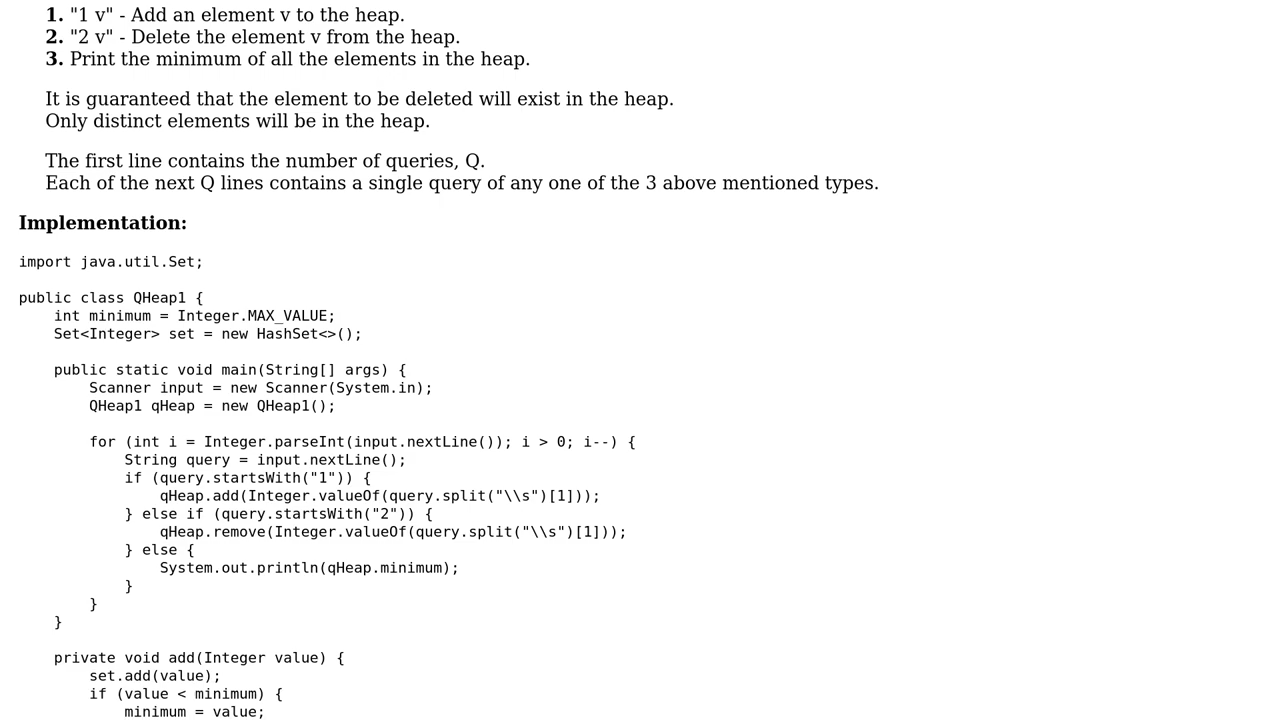 1. "1 v" - Add an element v to the heap.
2. "2 v" - Delete the element v from the heap.
3. Print the minimum of all the elements in the heap.
It is guaranteed that the element to be deleted will exist in the heap.
Only distinct elements will be in the heap.
The first line contains the number of queries, Q.
Each of the next Q lines contains a single query of any one of the 3 above mentioned types.
Implementation:
import java.util.Set;
public class QHeap1 {
    int minimum = Integer.MAX_VALUE;
    Set<Integer> set = new HashSet<>();
    public static void main(String[] args) {
        Scanner input = new Scanner(System.in);
        QHeap1 qHeap = new QHeap1();
        for (int i = Integer.parseInt(input.nextLine()); i > 0; i--) {
            String query = input.nextLine();
            if (query.startsWith("1")) {
                qHeap.add(Integer.valueOf(query.split("\\s")[1]));
            } else if (query.startsWith("2")) {
                qHeap.remove(Integer.valueOf(query.split("\\s")[1]));
            } else {
                System.out.println(qHeap.minimum);
            }
        }
    }
    private void add(Integer value) {
        set.add(value);
        if (value < minimum) {
            minimum = value;